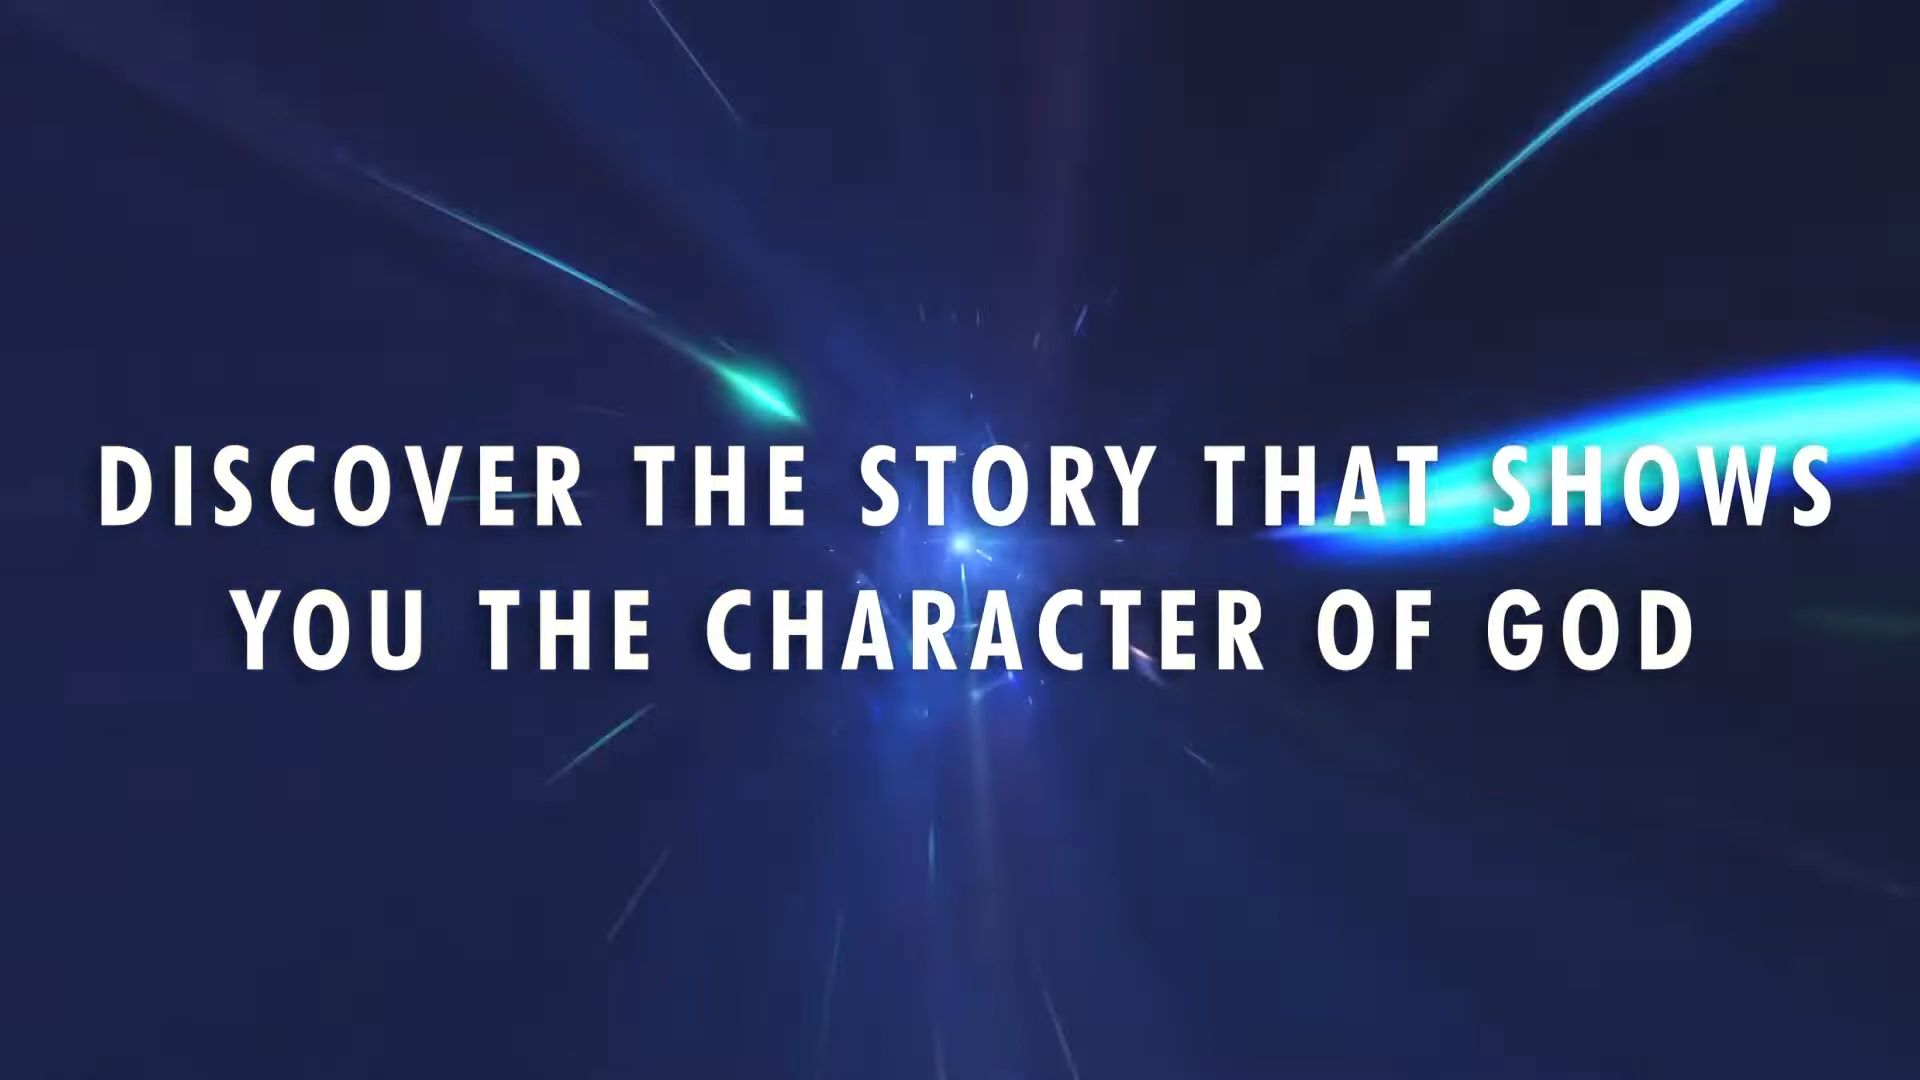 DISCOVER THE STORY THAT SHOWS
YOU THE CHARACTER OF GOD